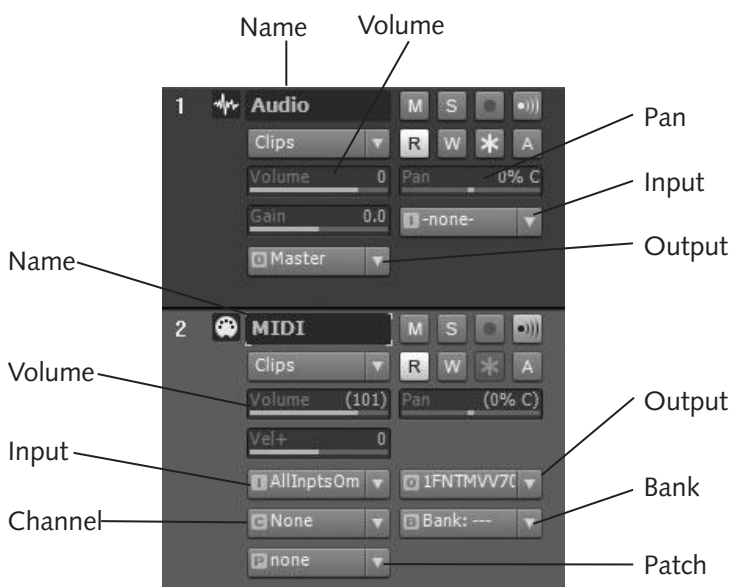 Name Volume
1 Audio M S
Clips R W * A
Pan
Volume 0 Pan 0% C
Input
Gain 0.0 I -none-
Output
O Master
Name
2 MIDI M S
Clips R W * A
Volume
Volume (101) Pan (0% C)
Output
Vel+ 0
Input
I AllInptsOm O 1FNTMVV70
Bank
Channel
C None B Bank: ---
P none
Patch